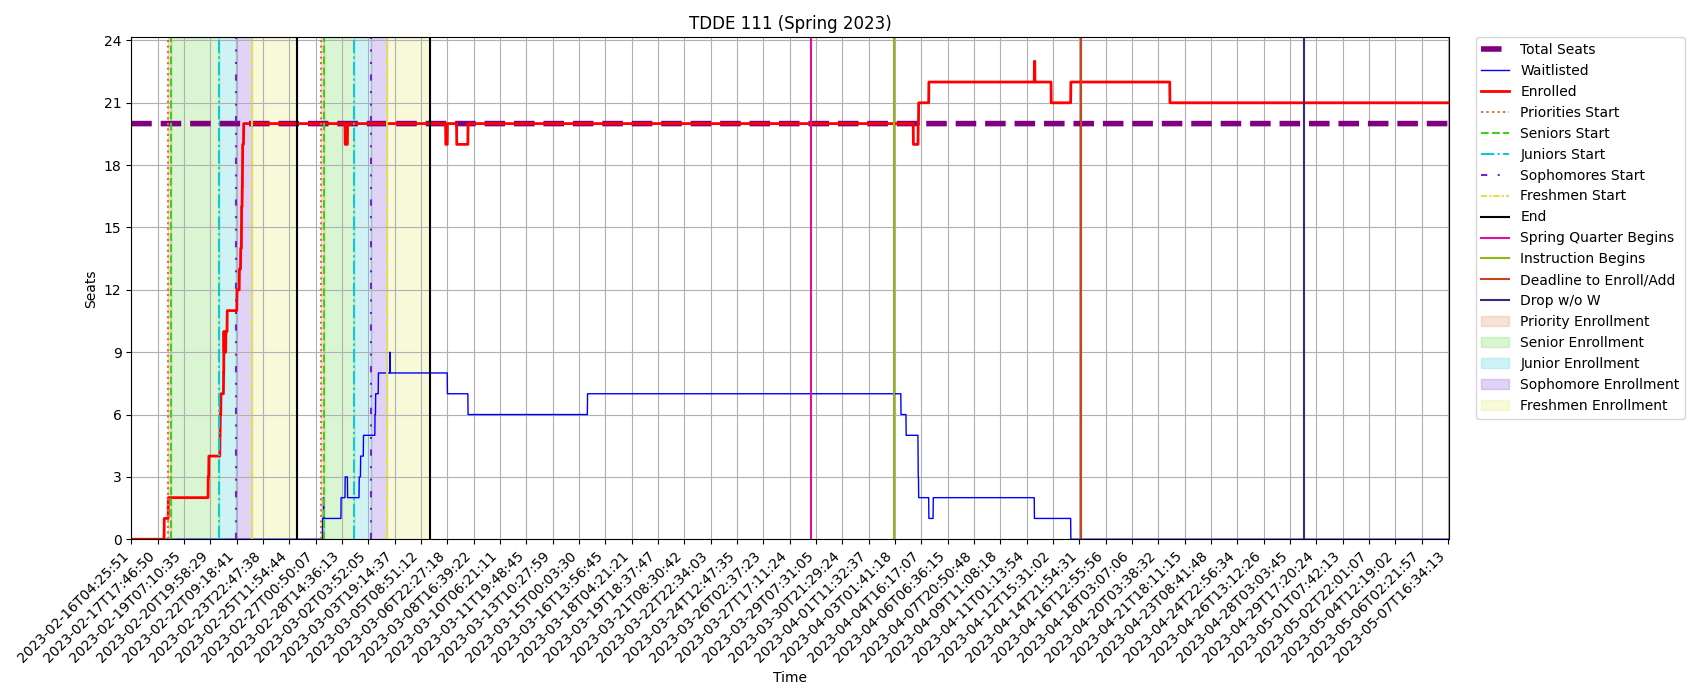 TDDE 111 (Spring 2023)
24
21
18
15
12
9
6
3
0
Seats
2023-02-16T04:25:51
2023-02-17T17:46:50
2023-02-19T07:10:35
2023-02-20T19:58:29
2023-02-22T09:18:41
2023-02-23T22:47:38
2023-02-25T11:54:44
2023-02-27T00:50:07
2023-02-28T14:36:13
2023-03-02T03:52:05
2023-03-03T19:14:37
2023-03-05T08:51:12
2023-03-06T22:27:18
2023-03-08T16:39:22
2023-03-10T06:21:11
2023-03-11T19:48:45
2023-03-13T10:27:59
2023-03-15T00:03:30
2023-03-16T13:56:45
2023-03-18T04:21:21
2023-03-19T18:37:47
2023-03-21T08:30:42
2023-03-22T22:34:03
2023-03-24T12:47:35
2023-03-26T02:37:23
2023-03-27T17:11:24
2023-03-29T07:31:05
2023-03-30T21:29:24
2023-04-01T11:32:37
2023-04-03T01:41:18
2023-04-04T16:17:07
2023-04-06T06:36:15
2023-04-07T20:50:48
2023-04-09T11:08:18
2023-04-11T01:13:54
2023-04-12T15:31:02
2023-04-14T21:54:31
2023-04-16T12:55:56
2023-04-18T03:07:06
2023-04-20T03:38:32
2023-04-21T18:11:15
2023-04-23T08:41:48
2023-04-24T22:56:34
2023-04-26T13:12:26
2023-04-28T03:03:45
2023-04-29T17:20:24
2023-05-01T07:42:13
2023-05-02T22:01:07
2023-05-04T12:19:02
2023-05-06T02:21:57
2023-05-07T16:34:13
Time
Total Seats
Waitlisted
Enrolled
Priorities Start
Seniors Start
Juniors Start
Sophomores Start
Freshmen Start
End
Spring Quarter Begins
Instruction Begins
Deadline to Enroll/Add
Drop w/o W
Priority Enrollment
Senior Enrollment
Junior Enrollment
Sophomore Enrollment
Freshmen Enrollment